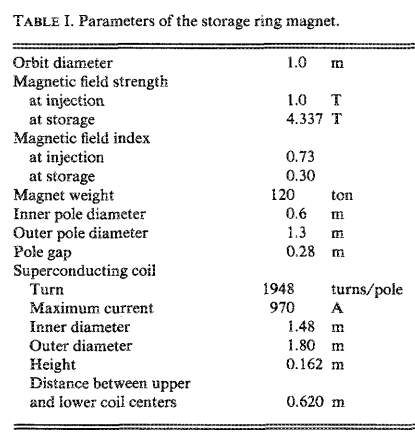 TABLE I. Parameters of the storage ring magnet.
Orbit diameter 1.0 m
Magnetic field strength
at injection 1.0 T
at storage 4.337 T
Magnetic field index
at injection 0.73
at storage 0.30
Magnet weight 120 ton
Inner pole diameter 0.6 m
Outer pole diameter 1.3 m
Pole gap 0.28 m
Superconducting coil
Turn 1948 turns/pole
Maximum current 970 A
Inner diameter 1.48 m
Outer diameter 1.80 m
Height 0.162 m
Distance between upper
and lower coil centers 0.620 m